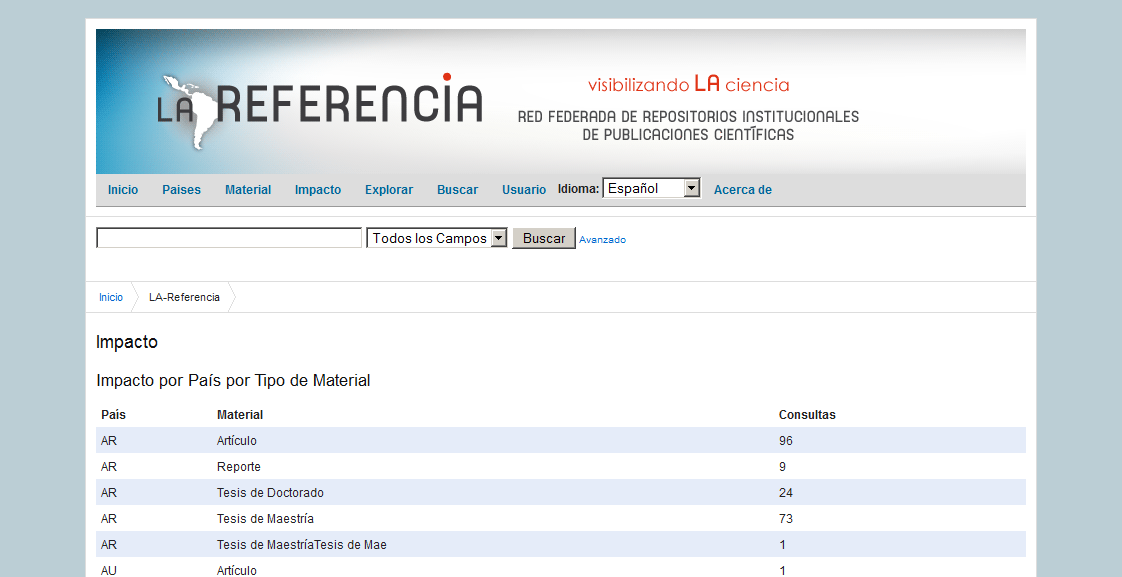 LA REFERENCIA
visibilizando LA ciencia
RED FEDERADA DE REPOSITORIOS INSTITUCIONALES
DE PUBLICACIONES CIENTÍFICAS
Inicio Paises Material Impacto Explorar Buscar Usuario Idioma: Español Acerca de
Todos los Campos Buscar Avanzado
Inicio LA-Referencia
Impacto
Impacto por País por Tipo de Material
País Material Consultas
AR Artículo 96
AR Reporte 9
AR Tesis de Doctorado 24
AR Tesis de Maestría 73
AR Tesis de MaestríaTesis de Mae 1
AU Artículo 1